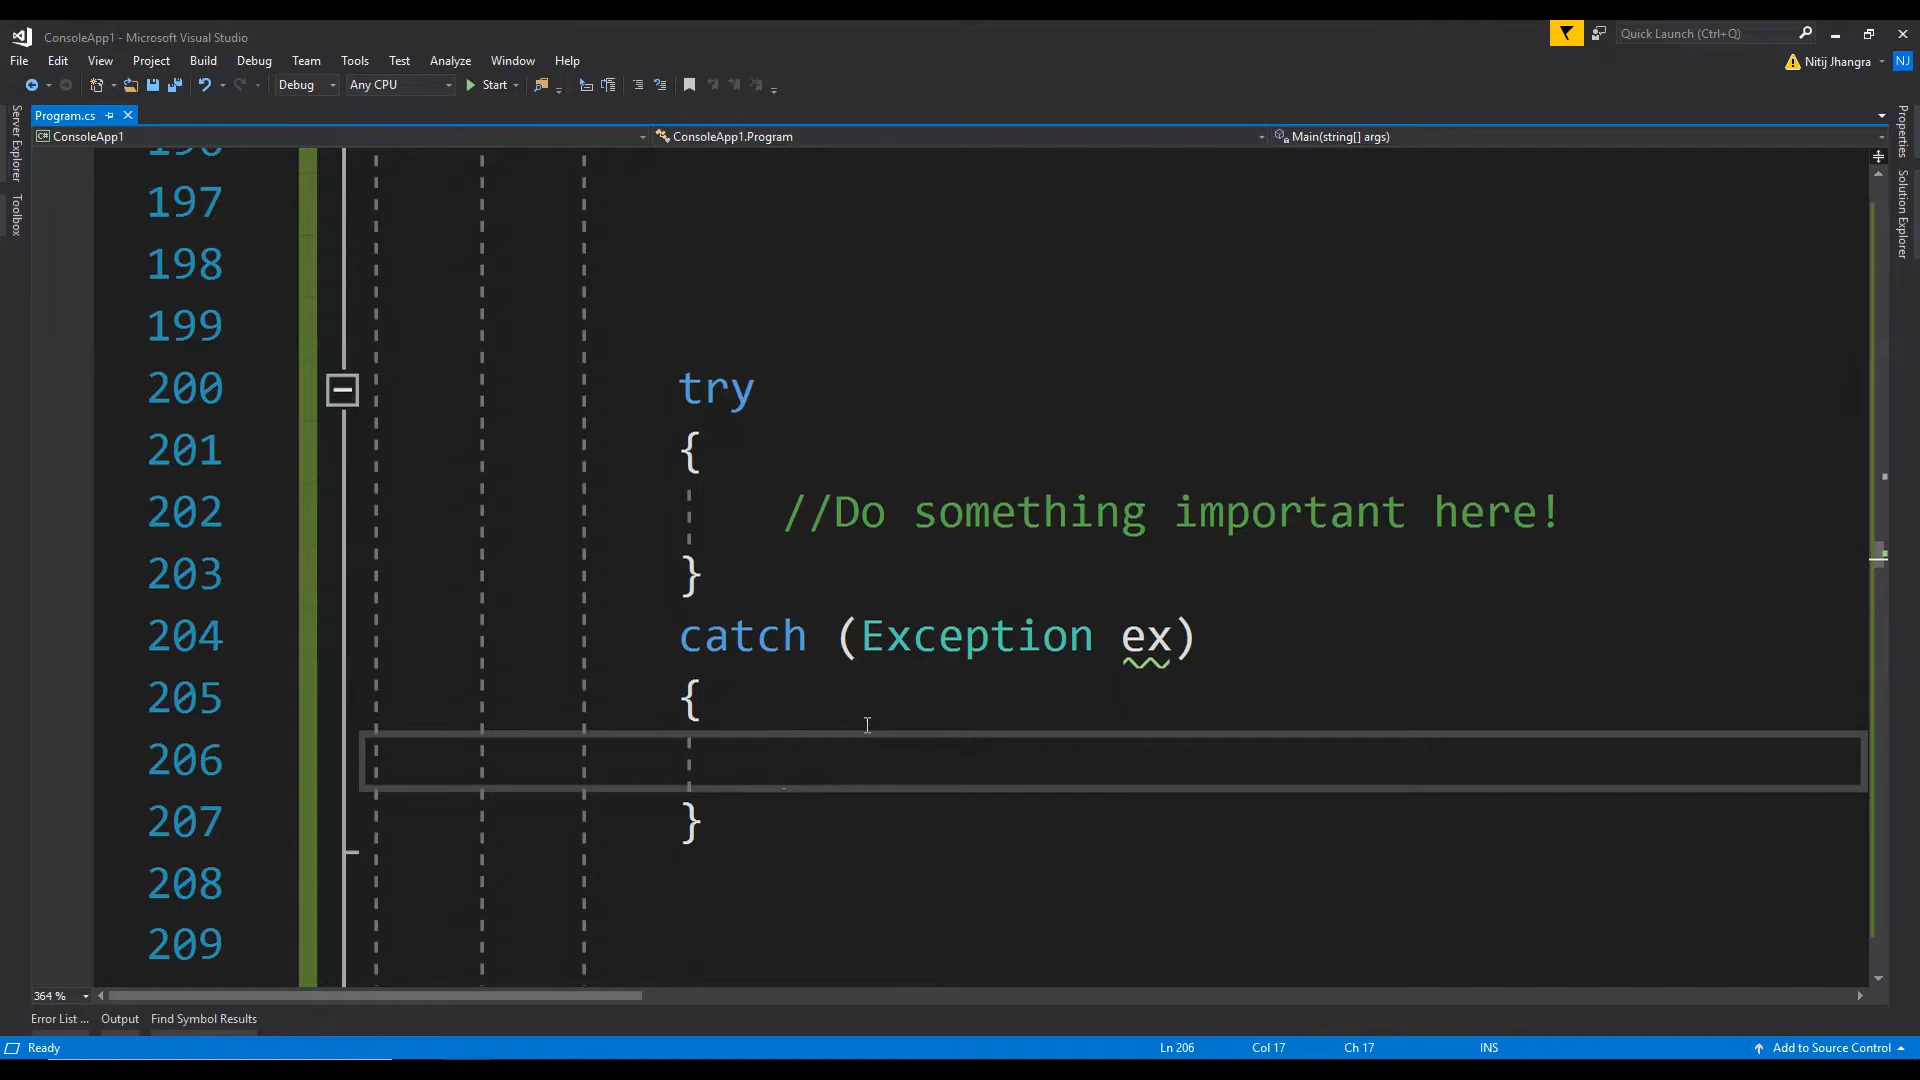 ConsoleApp1 - Microsoft Visual Studio
Quick Launch (Ctrl+Q)
File Edit View Project Build Debug Team Tools Test Analyze Window Help
Nitij Jhangra NJ
Debug Any CPU Start
Program.cs
C# ConsoleApp1 ConsoleApp1.Program Main(string[] args)
Server Explorer
Toolbox
Properties
Solution Explorer
196
197
198
199
200 try
201 {
202 //Do something important here!
203 }
204 catch (Exception ex)
205 {
206
207 }
208
209
364 %
Error List ... Output Find Symbol Results
Ready Ln 206 Col 17 Ch 17 INS Add to Source Control